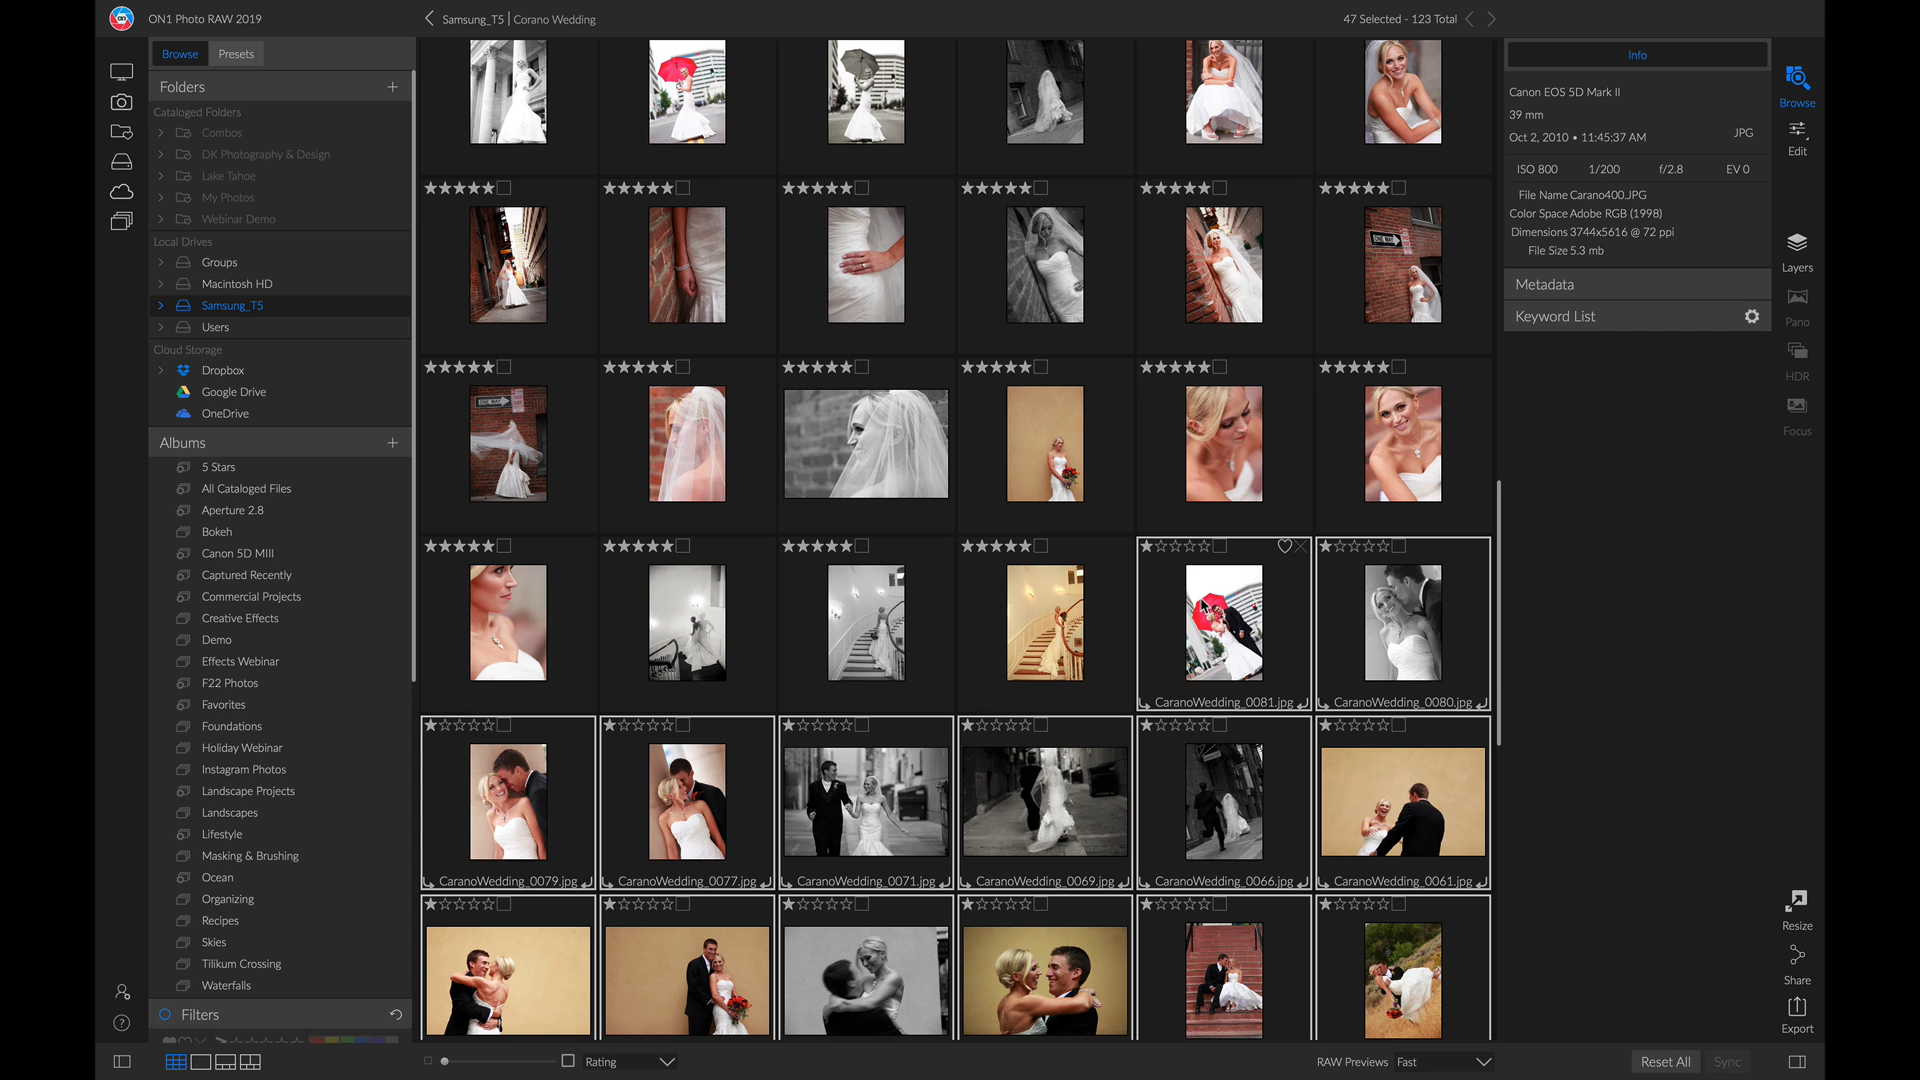 ON1 Photo RAW 2019
Samsung_T5 | Corano Wedding
47 Selected - 123 Total
Browse
Presets
Folders
Cataloged Folders
Combos
DK Photography & Design
Lake Tahoe
My Photos
Webinar Demo
Local Drives
Groups
Macintosh HD
Samsung_T5
Users
Cloud Storage
Dropbox
Google Drive
OneDrive
Albums
5 Stars
All Cataloged Files
Aperture 2.8
Bokeh
Canon 5D MIII
Captured Recently
Commercial Projects
Creative Effects
Demo
Effects Webinar
F22 Photos
Favorites
Foundations
Holiday Webinar
Instagram Photos
Landscape Projects
Landscapes
Lifestyle
Masking & Brushing
Ocean
Organizing
Recipes
Skies
Tilikum Crossing
Waterfalls
Filters
ONE WAY
ONE WAY
CaranoWedding_0081.jpg
CaranoWedding_0080.jpg
CaranoWedding_0079.jpg
CaranoWedding_0077.jpg
CaranoWedding_0071.jpg
CaranoWedding_0069.jpg
CaranoWedding_0066.jpg
CaranoWedding_0061.jpg
Rating
RAW Previews Fast
Info
Canon EOS 5D Mark II
39 mm
Oct 2, 2010 • 11:45:37 AM
JPG
ISO 800 1/200 f/2.8 EV 0
File Name Carano400.JPG
Color Space Adobe RGB (1998)
Dimensions 3744x5616 @ 72 ppi
File Size 5.3 mb
Metadata
Keyword List
Browse
Edit
Layers
Pano
HDR
Focus
Resize
Share
Export
Reset All
Sync